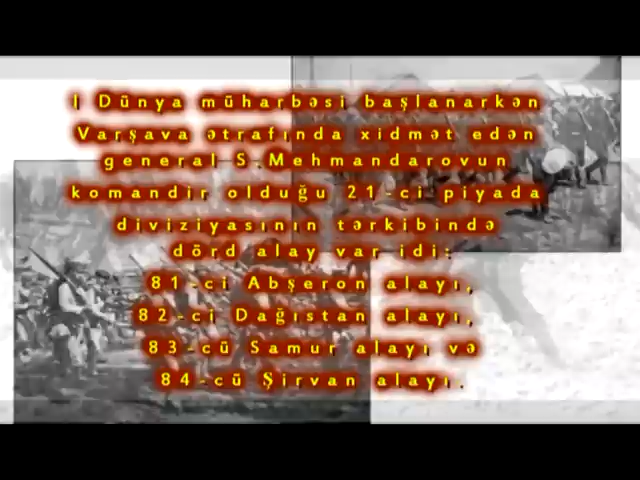 I Dünya müharbəsi başlanarkən
Varşava ətrafında xidmət edən
general S.Mehmandarovun
komandir olduğu 21-ci piyada
diviziyasının tərkibində
dörd alay var idi:
81-ci Abşeron alayı,
82-ci Dağıstan alayı,
83-cü Samur alayı və
84-cü Şirvan alayı.